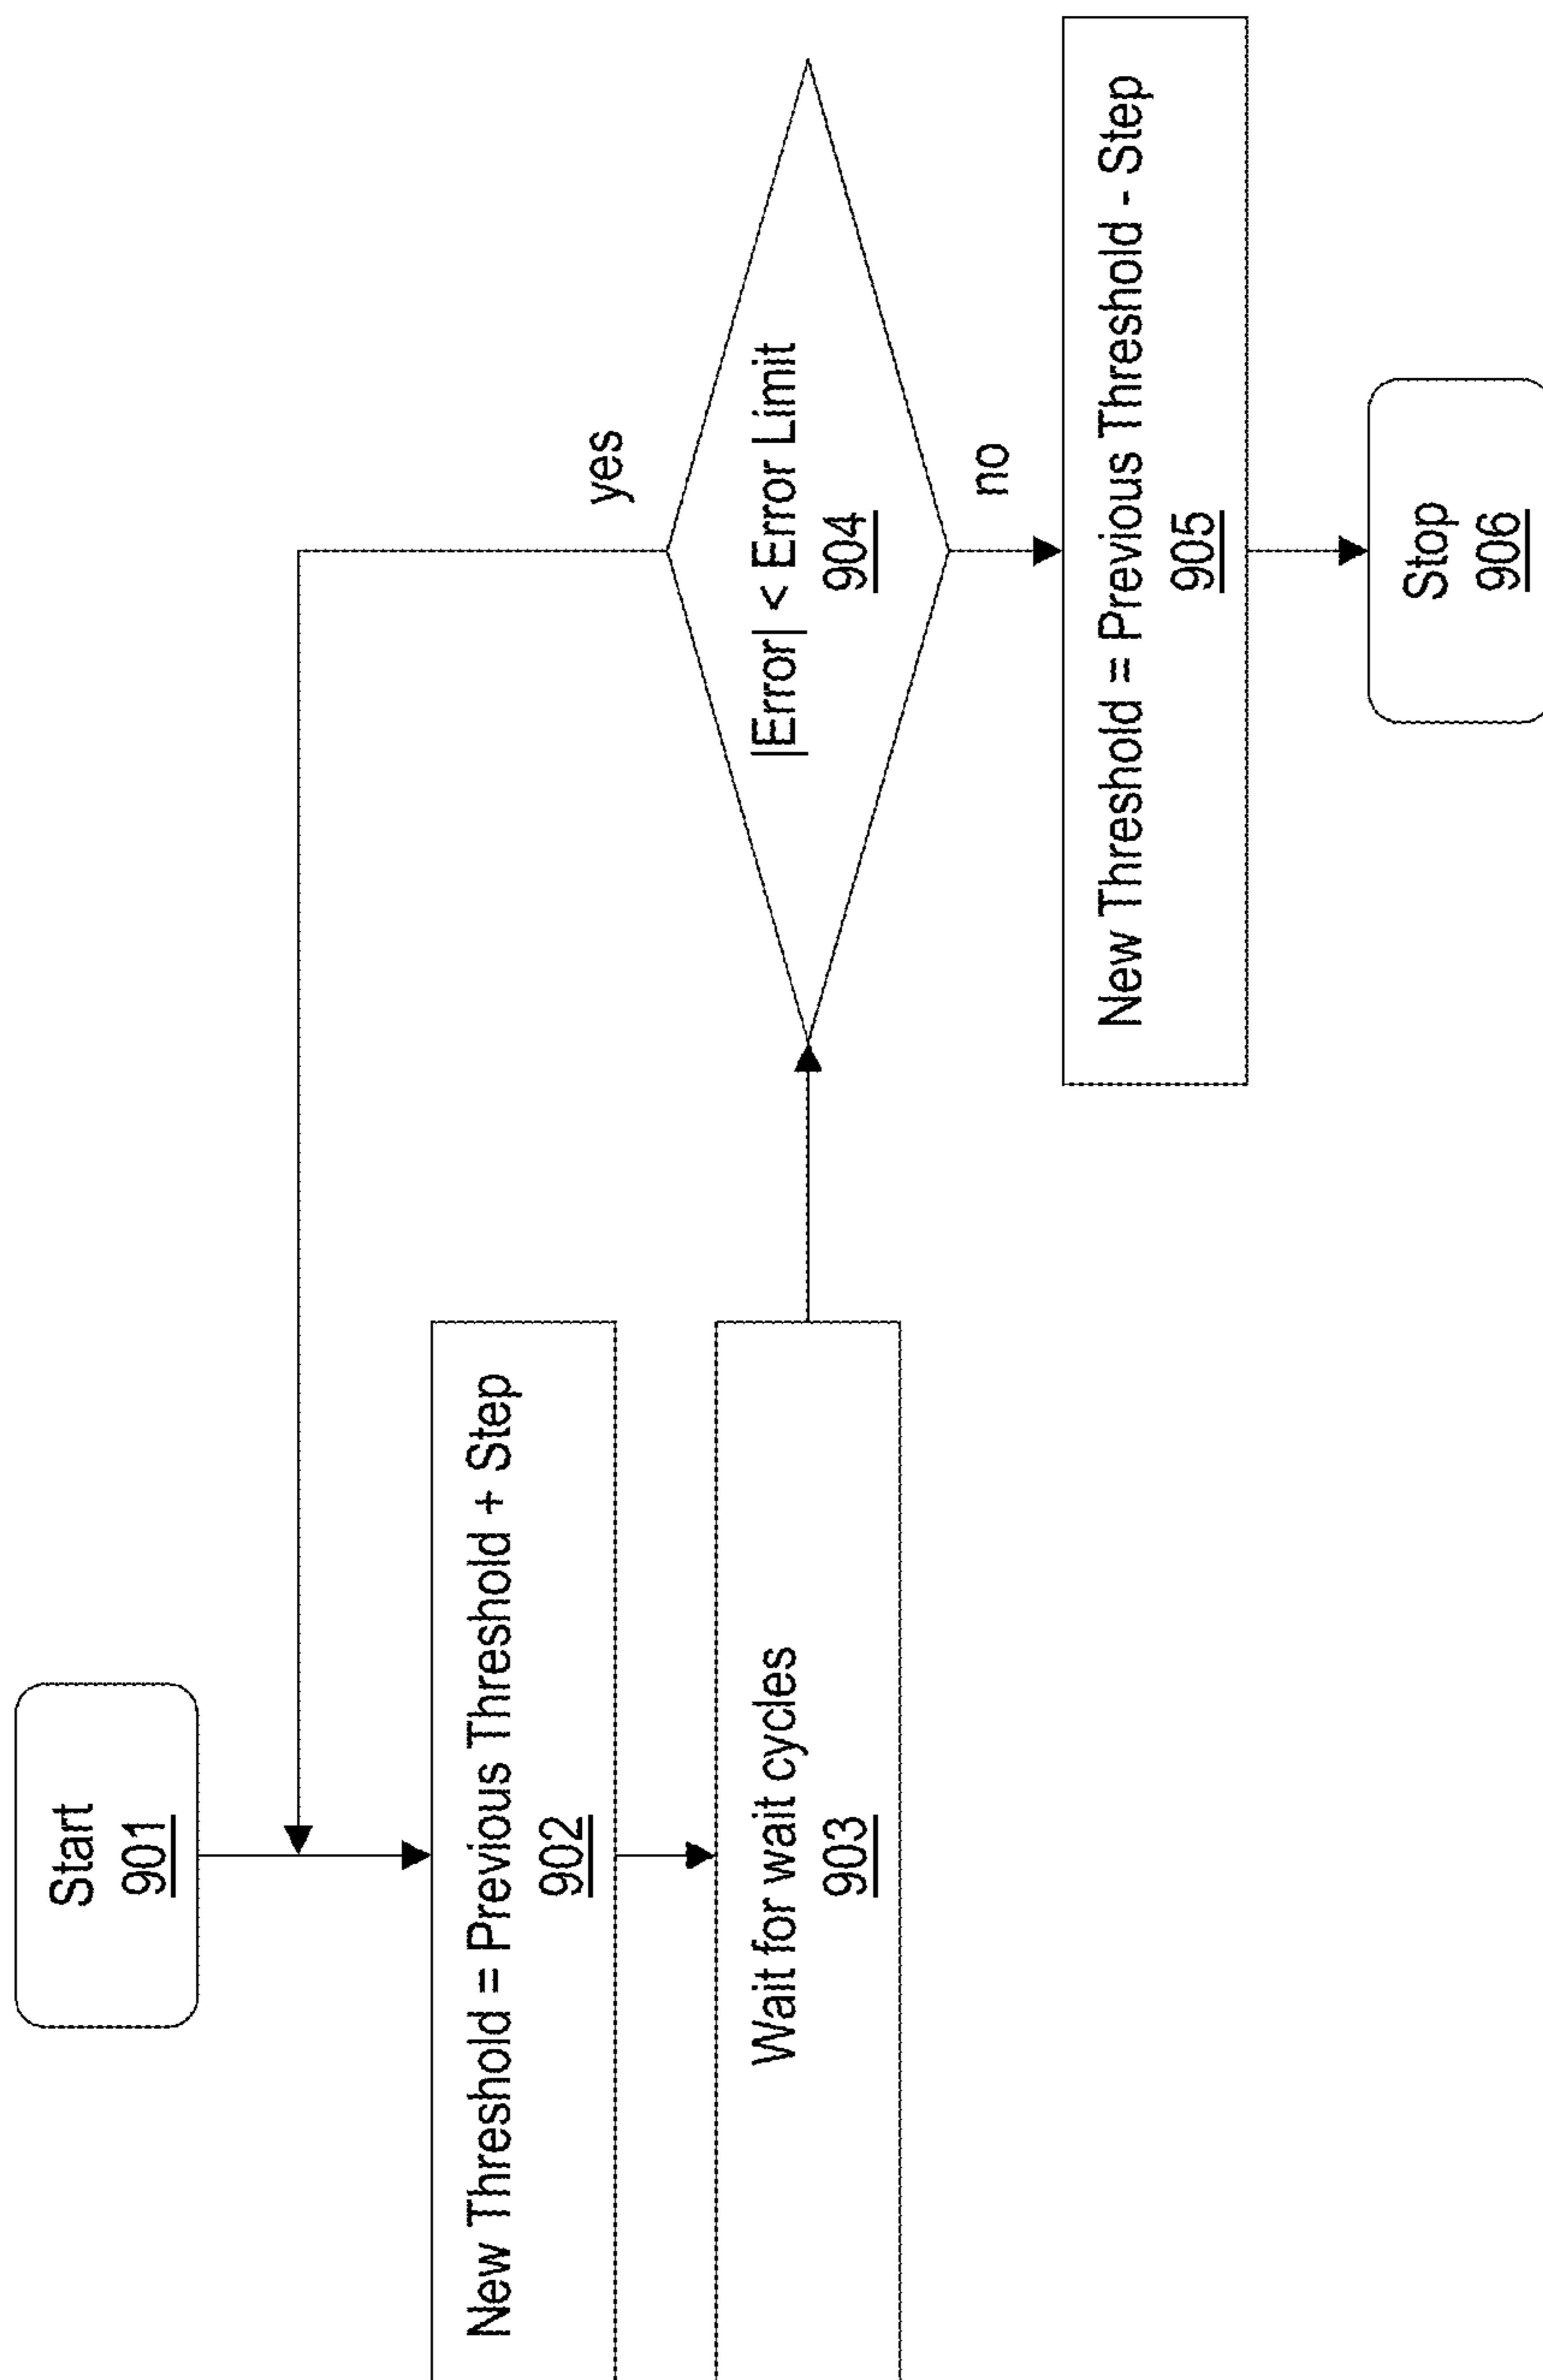 Start
901
New Threshold = Previous Threshold + Step
902
Wait for wait cycles
903
yes
|Error| < Error Limit
904
no
New Threshold = Previous Threshold - Step
905
Stop
906